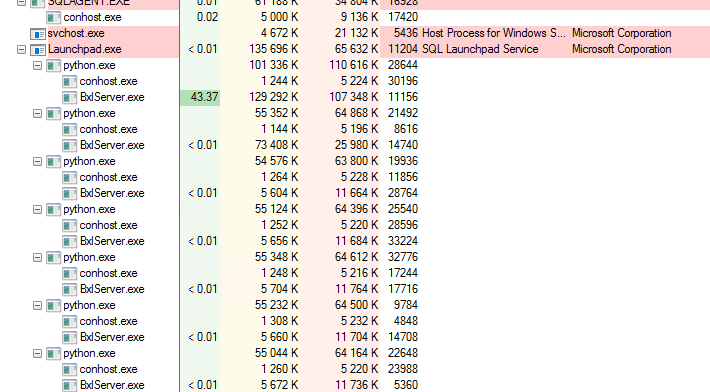 SQLAGENT.EXE 0.01 61 188 K 34 804 K 16928
conhost.exe 0.02 5 000 K 9 136 K 17420
svchost.exe 4 672 K 21 132 K 5436 Host Process for Windows S... Microsoft Corporation
Launchpad.exe < 0.01 135 696 K 65 632 K 11204 SQL Launchpad Service Microsoft Corporation
python.exe 101 336 K 110 616 K 28644
conhost.exe 1 244 K 5 224 K 30196
BxlServer.exe 43.37 129 292 K 107 348 K 11156
python.exe 55 352 K 64 868 K 21492
conhost.exe 1 144 K 5 196 K 8616
BxlServer.exe < 0.01 73 408 K 25 980 K 14740
python.exe 54 576 K 63 800 K 19936
conhost.exe 1 264 K 5 228 K 11856
BxlServer.exe < 0.01 5 604 K 11 664 K 28764
python.exe 55 124 K 64 396 K 25540
conhost.exe 1 252 K 5 220 K 28596
BxlServer.exe < 0.01 5 656 K 11 684 K 33224
python.exe 55 348 K 64 612 K 32776
conhost.exe 1 248 K 5 216 K 17244
BxlServer.exe < 0.01 5 704 K 11 764 K 17716
python.exe 55 232 K 64 500 K 9784
conhost.exe 1 308 K 5 232 K 4848
BxlServer.exe < 0.01 5 660 K 11 704 K 14708
python.exe 55 044 K 64 164 K 22648
conhost.exe 1 260 K 5 220 K 23988
BxlServer.exe < 0.01 5 672 K 11 736 K 5360